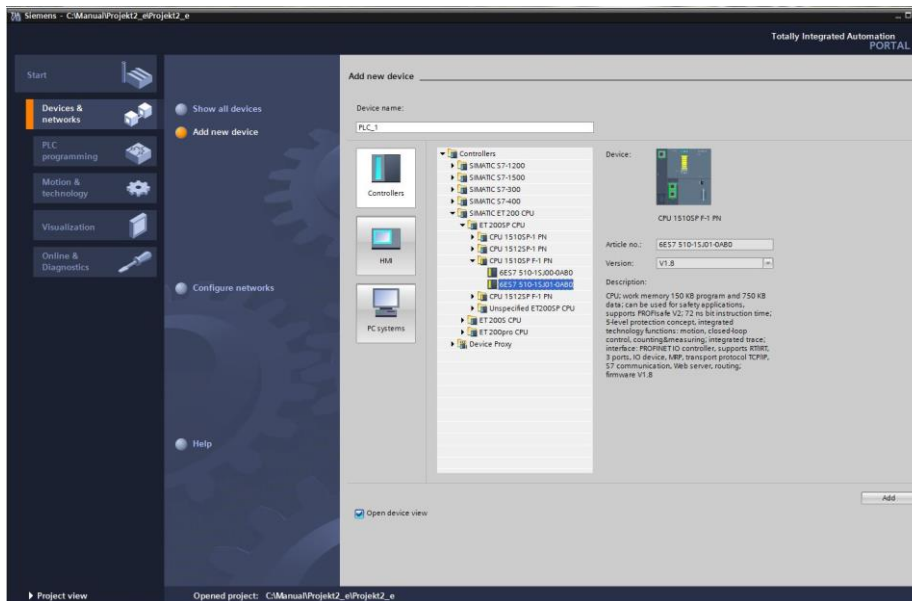 Siemens - C:\Manual\Projekt2_e\Projekt2_e
Totally Integrated Automation
PORTAL
Start
Devices &
networks
PLC
programming
Motion &
technology
Visualization
Online &
Diagnostics
Show all devices
Add new device
Configure networks
Help
Add new device
Device name:
PLC_1
Controllers
HMI
PC systems
Controllers
SIMATIC S7-1200
SIMATIC S7-1500
SIMATIC S7-300
SIMATIC S7-400
SIMATIC ET 200 CPU
ET 200SP CPU
CPU 1510SP-1 PN
CPU 1512SP-1 PN
CPU 1510SP F-1 PN
6ES7 510-1SJ00-0AB0
6ES7 510-1SJ01-0AB0
CPU 1512SP F-1 PN
Unspecified ET200SP CPU
ET 200S CPU
ET 200pro CPU
Device Proxy
Device:
CPU 1510SP F-1 PN
Article no.: 6ES7 510-1SJ01-0AB0
Version: V1.8
Description:
CPU; work memory 150 KB program and 750 KB
data; can be used for safety applications,
supports PROFIsafe V2; 72 ns bit instruction time;
5-level protection concept, integrated
technology functions: motion, closed-loop
control, counting&measuring; integrated trace;
interface: PROFINET IO controller, supports RT/IRT,
3 ports, IO device, MRP, transport protocol TCP/IP,
S7 communication, Web server, routing;
firmware V1.8
Open device view
Add
Project view
Opened project: C:\Manual\Projekt2_e\Projekt2_e